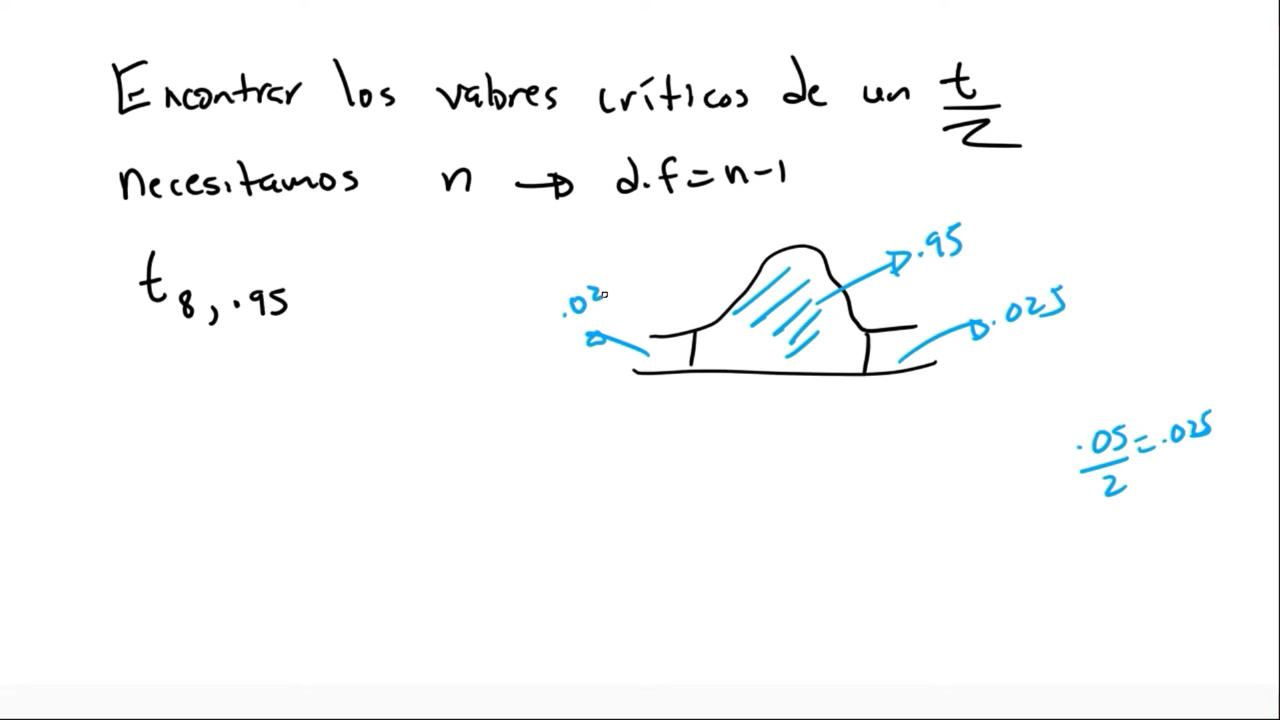 Encontrar los valores críticos de un t
Z
necesitamos n → d.f = n-1
t 8, .95
.95
.02
.025
.05/2 = .025